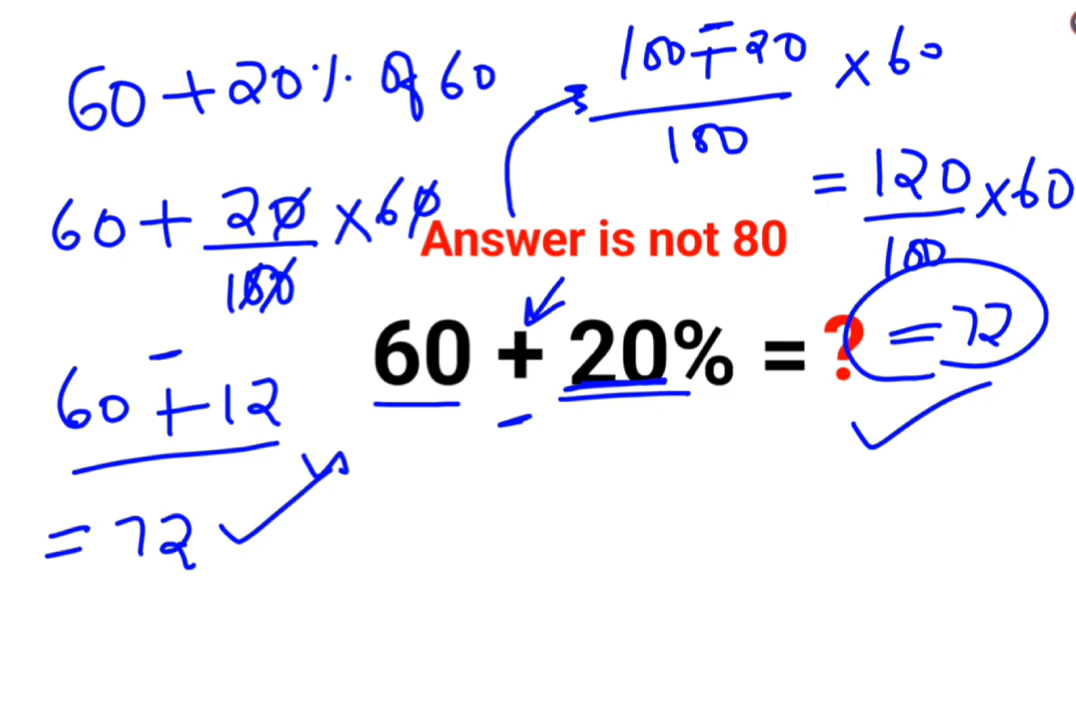 60 + 20% of 60
60 + 20/100 × 60
60 + 12
= 72
(100 ∓ 20)/100 × 60
= 120/100 × 60
= 72
Answer is not 80
60 + 20% = ?